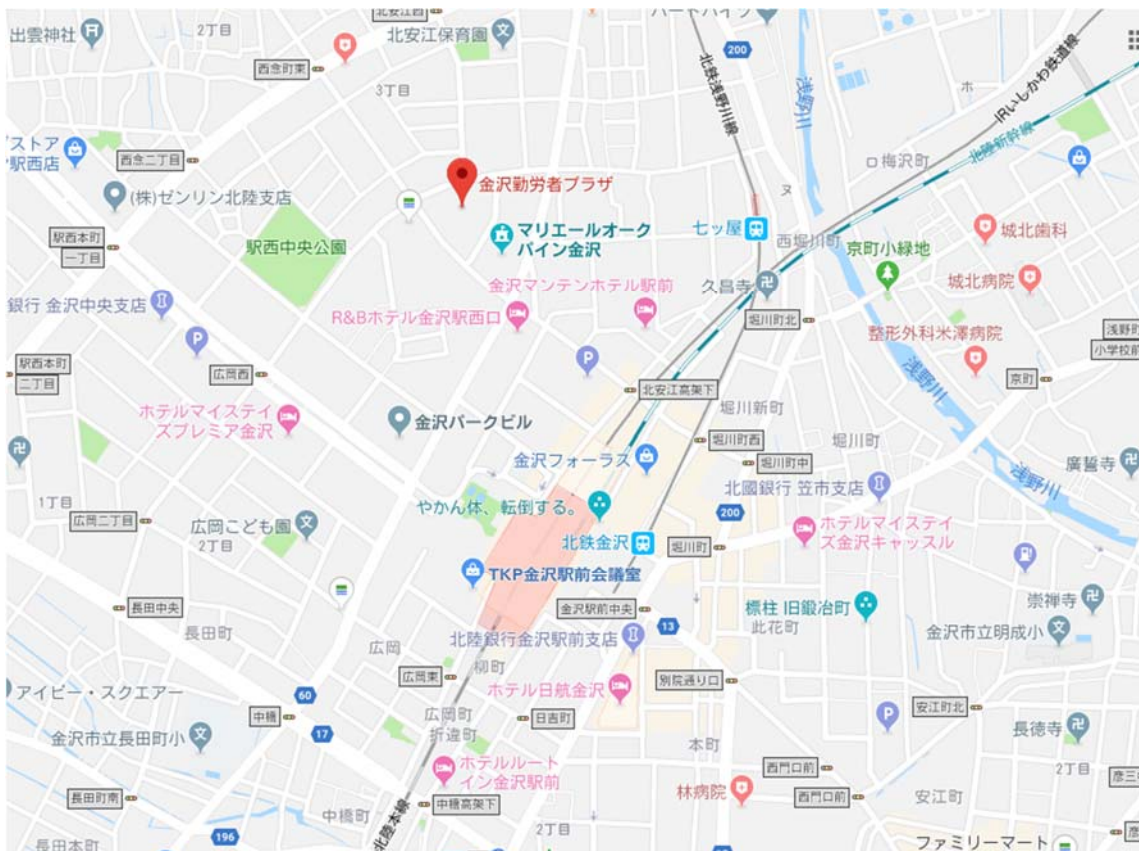 北安江西
ハートパイン
出雲神社
2丁目
北安江保育園
200
西念町東
3丁目
北鉄浅野川線
浅野川
IRいしかわ鉄道線
北陸新幹線
ホ
ロ梅沢町
ストア
駅西店
西念二丁目
(株)ゼンリン北陸支店
金沢勤労者プラザ
ヌ
駅西本町
一丁目
駅西中央公園
マリエールオーク
パイン金沢
七ツ屋
西堀川町
京町小緑地
城北歯科
金沢マンテンホテル駅前
久昌寺
城北病院
銀行 金沢中央支店
R&Bホテル金沢駅西口
堀川町北
整形外科米澤病院
浅野町
小学校前
駅西本町
二丁目
広岡西
北安江高架下
京町
浅野川
ホテルマイステイ
ズプレミア金沢
金沢パークビル
堀川新町
堀川町西
堀川町
堀川町中
廣誓寺
金沢フォーラス
北國銀行 笠市支店
浅野川
1丁目
広岡二丁目
広岡こども園
2丁目
やかん体、転倒する。
200
北鉄金沢
堀川町
ホテルマイステイ
ズ金沢キャッスル
TKP金沢駅前会議室
長田中央
長田町
金沢駅前中央
13
標柱 旧鍛冶町
此花町
崇禅寺
金沢市立明成小
広岡
北陸銀行金沢駅前支店
柳町
広岡東
ホテル日航金沢
別院通り口
アイビー・スクエアー
60
中橋
17
広岡町
折違町
日吉町
安江町北
長徳寺
金沢市立長田町小
本町
ホテルルート
イン金沢駅前
西門口前
2丁目
彦三
長田町南
中橋高架下
林病院
西門口前
安江町
中橋町
北陸本線
196
2丁目
長田本町
ファミリーマート
彦